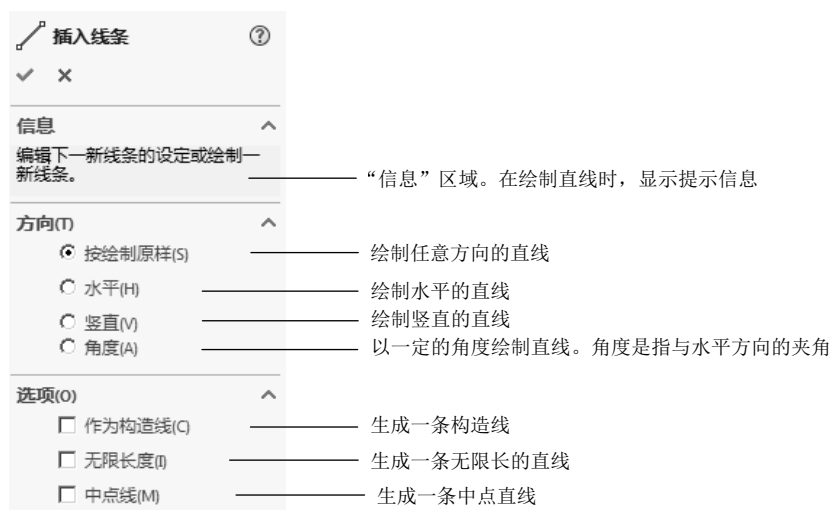 插入线条
信息
编辑下一新线条的设定或绘制一
新线条。
“信息”区域。在绘制直线时，显示提示信息
方向(T)
按绘制原样(S)
绘制任意方向的直线
水平(H)
绘制水平的直线
竖直(V)
绘制竖直的直线
角度(A)
以一定的角度绘制直线。角度是指与水平方向的夹角
选项(O)
作为构造线(C)
生成一条构造线
无限长度(I)
生成一条无限长的直线
中点线(M)
生成一条中点直线